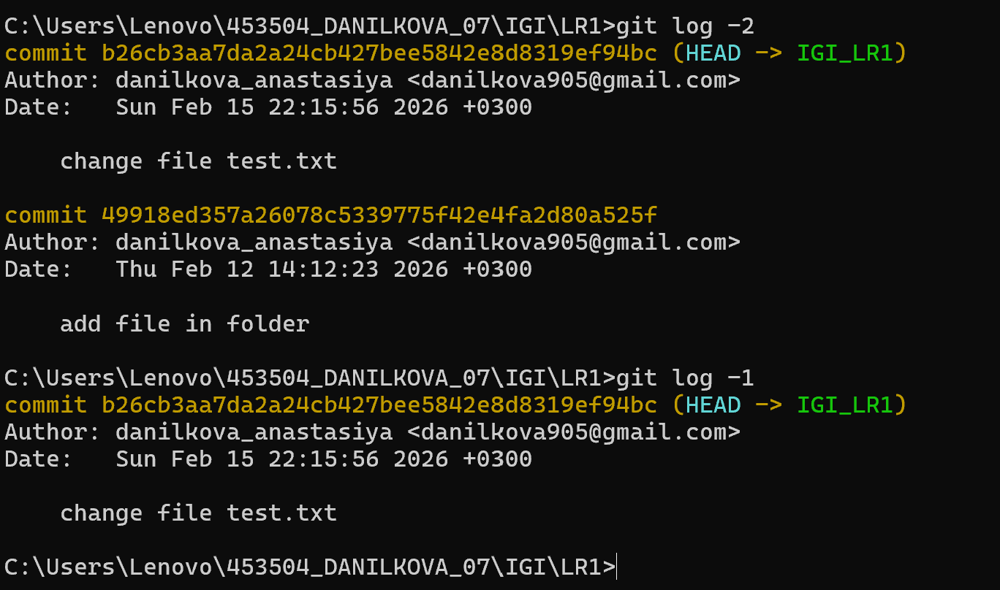 C:\Users\Lenovo\453504_DANILKOVA_07\IGI\LR1>git log -2
commit b26cb3aa7da2a24cb427bee5842e8d8319ef94bc (HEAD -> IGI_LR1)
Author: danilkova_anastasiya <danilkova905@gmail.com>
Date:   Sun Feb 15 22:15:56 2026 +0300
    change file test.txt
commit 49918ed357a26078c5339775f42e4fa2d80a525f
Author: danilkova_anastasiya <danilkova905@gmail.com>
Date:   Thu Feb 12 14:12:23 2026 +0300
    add file in folder
C:\Users\Lenovo\453504_DANILKOVA_07\IGI\LR1>git log -1
commit b26cb3aa7da2a24cb427bee5842e8d8319ef94bc (HEAD -> IGI_LR1)
Author: danilkova_anastasiya <danilkova905@gmail.com>
Date:   Sun Feb 15 22:15:56 2026 +0300
    change file test.txt
C:\Users\Lenovo\453504_DANILKOVA_07\IGI\LR1>